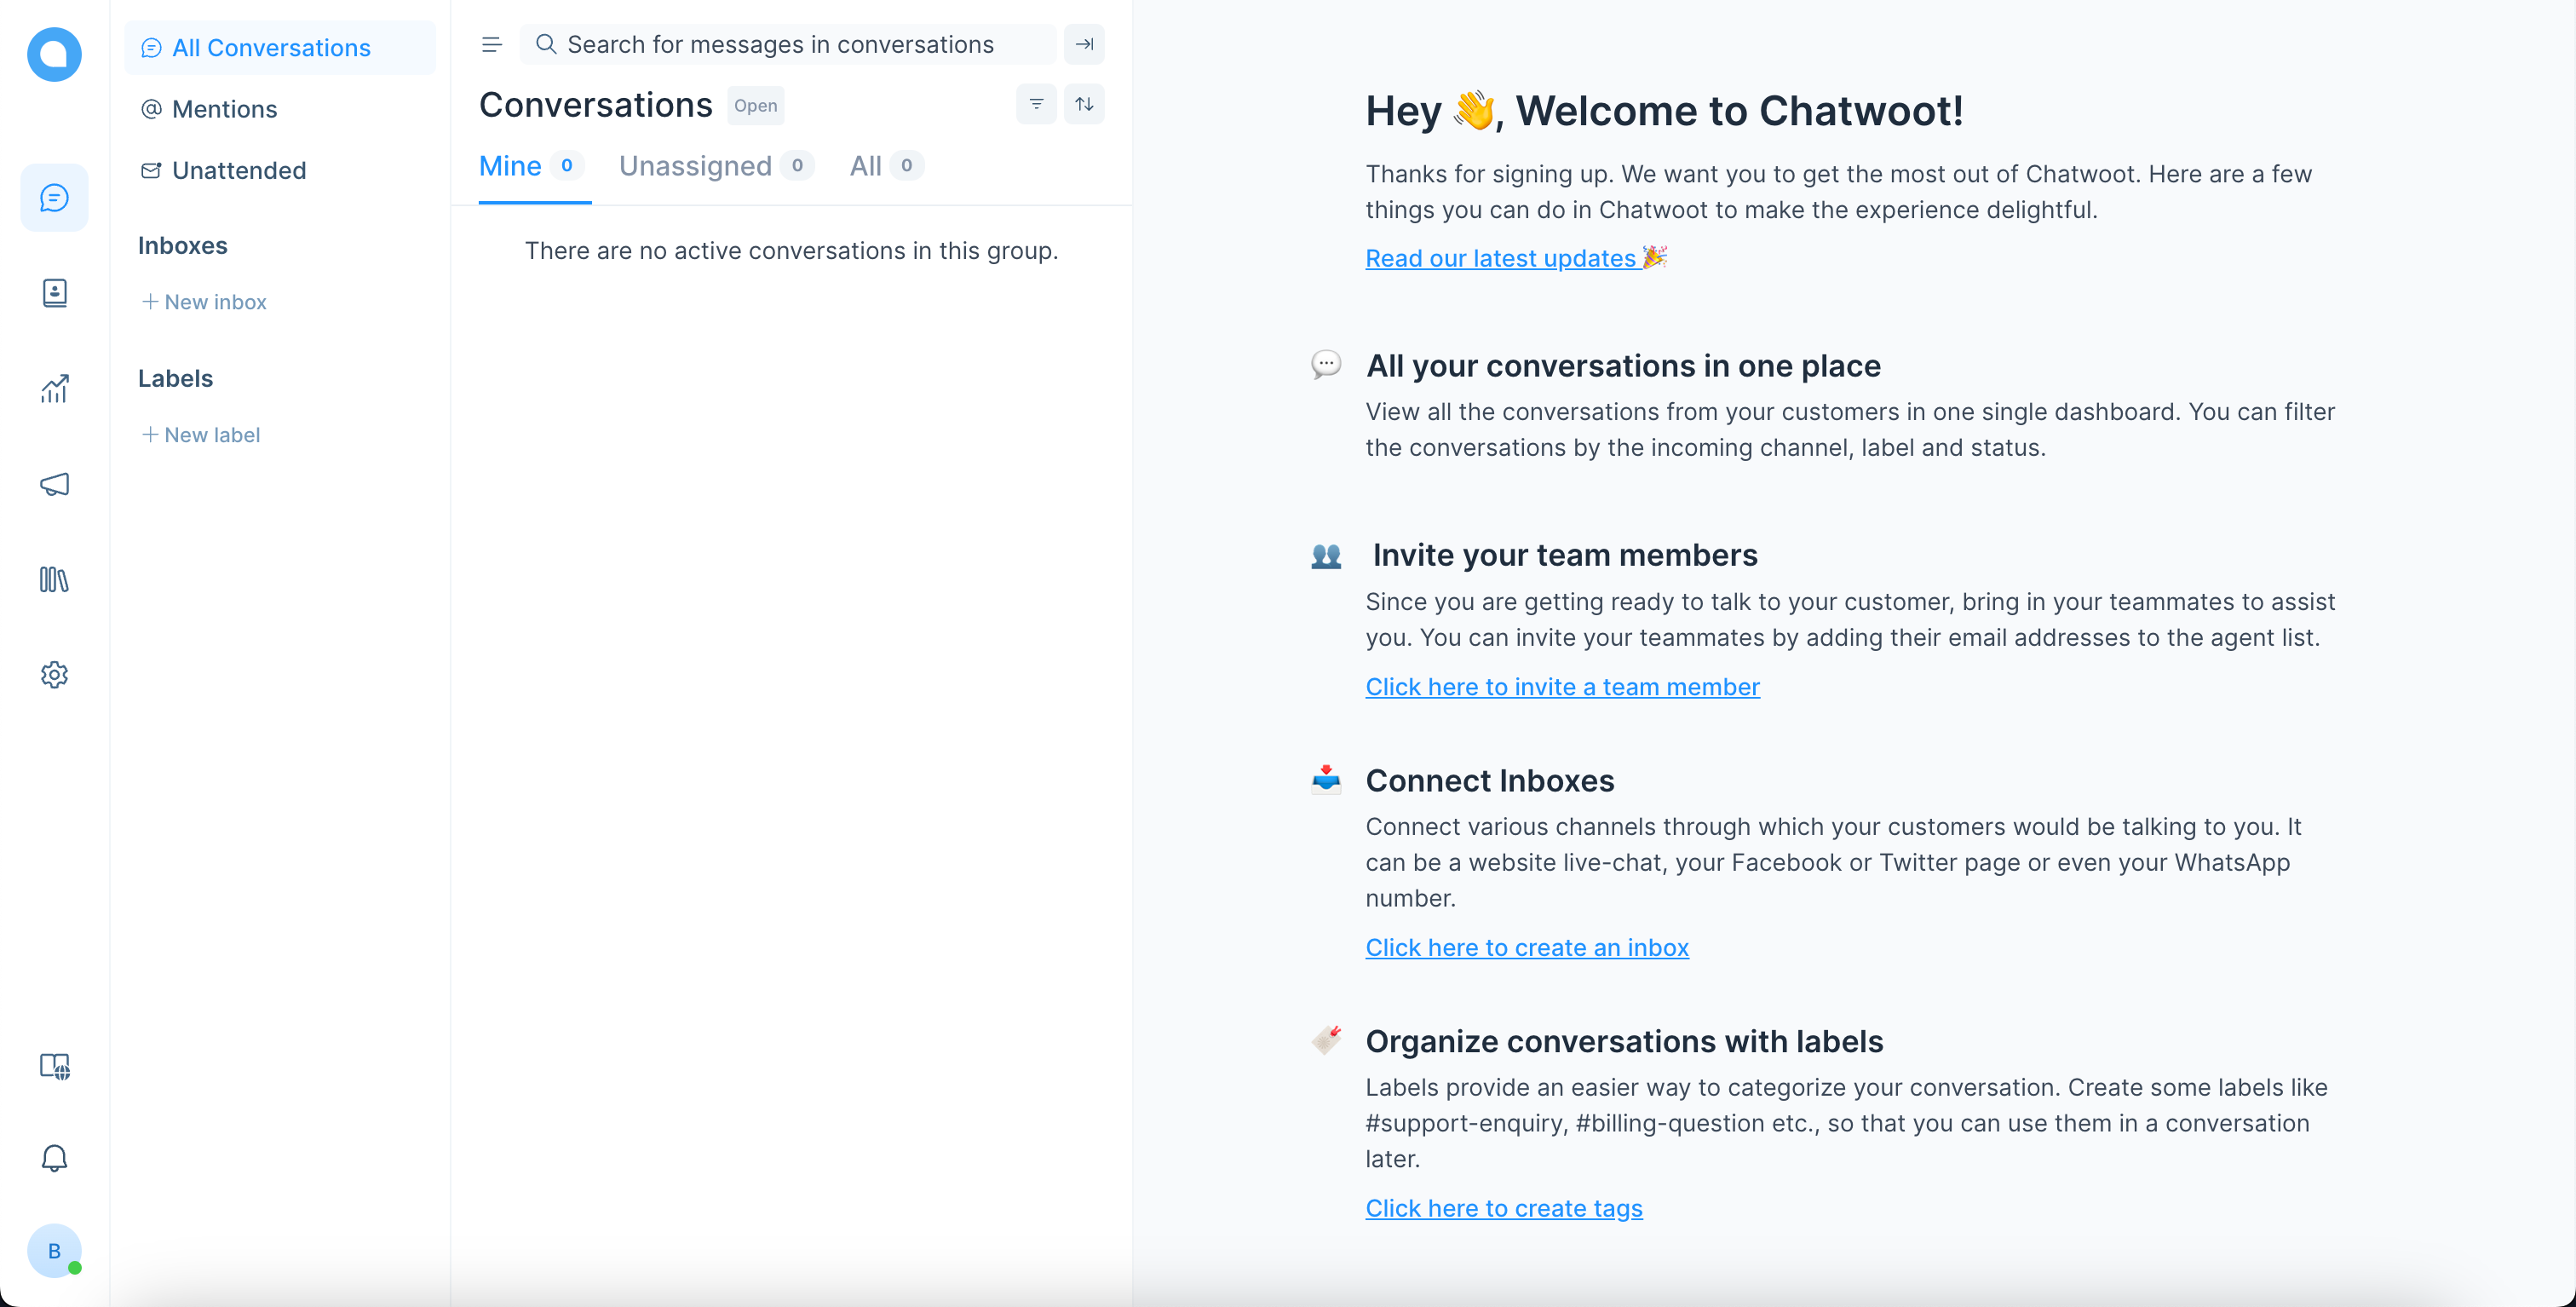 All Conversations
Mentions
Unattended
Inboxes
New inbox
Labels
New label
B
Search for messages in conversations
Conversations Open
Mine 0 Unassigned 0 All 0
There are no active conversations in this group.
Hey 👋, Welcome to Chatwoot!
Thanks for signing up. We want you to get the most out of Chatwoot. Here are a few
things you can do in Chatwoot to make the experience delightful.
Read our latest updates 🎉
All your conversations in one place
View all the conversations from your customers in one single dashboard. You can filter
the conversations by the incoming channel, label and status.
Invite your team members
Since you are getting ready to talk to your customer, bring in your teammates to assist
you. You can invite your teammates by adding their email addresses to the agent list.
Click here to invite a team member
Connect Inboxes
Connect various channels through which your customers would be talking to you. It
can be a website live-chat, your Facebook or Twitter page or even your WhatsApp
number.
Click here to create an inbox
Organize conversations with labels
Labels provide an easier way to categorize your conversation. Create some labels like
#support-enquiry, #billing-question etc., so that you can use them in a conversation
later.
Click here to create tags